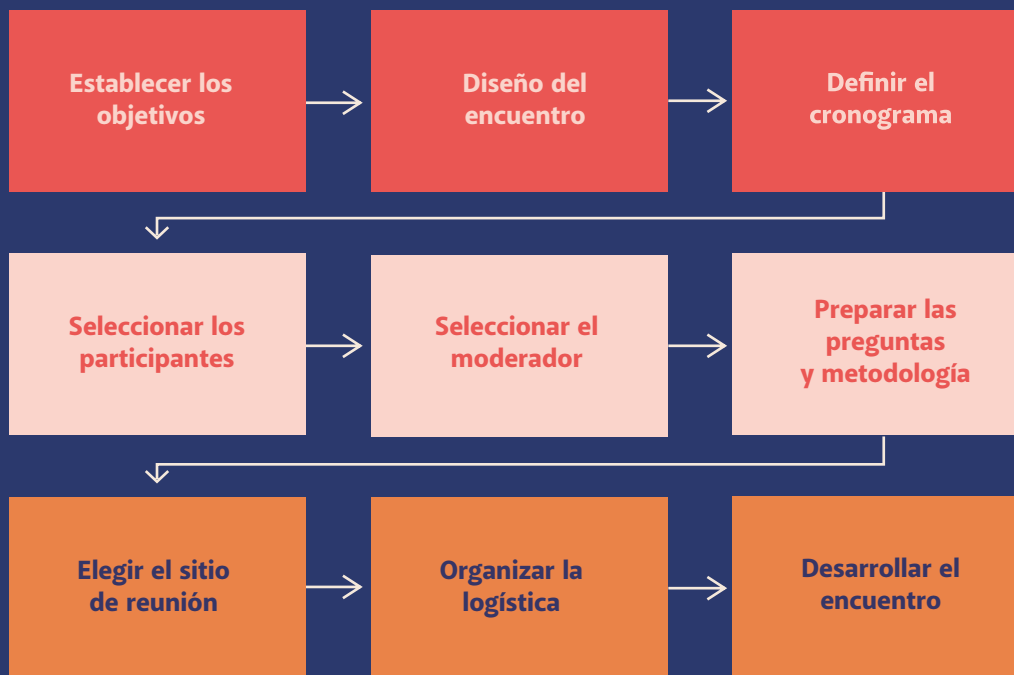 Establecer los
objetivos
Diseño del
encuentro
Definir el
cronograma
Seleccionar los
participantes
Seleccionar el
moderador
Preparar las
preguntas
y metodología
Elegir el sitio
de reunión
Organizar la
logística
Desarrollar el
encuentro